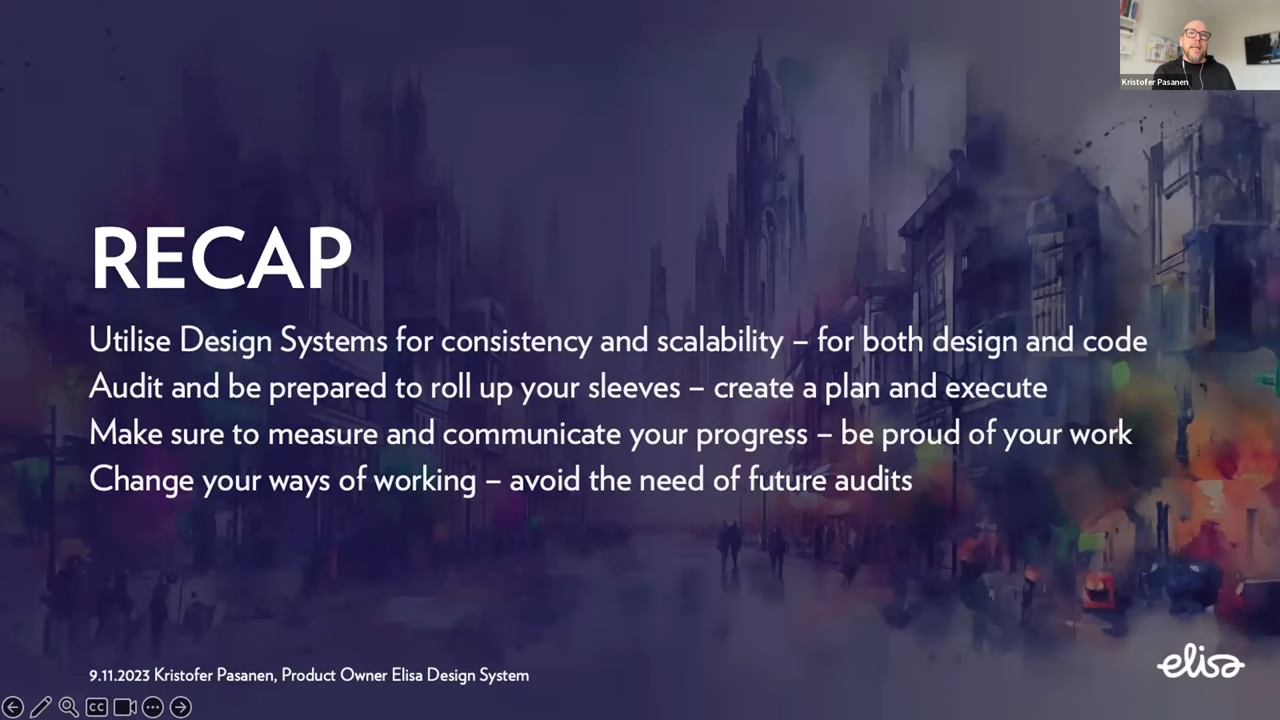 Kristofer Pasanen
RECAP
Utilise Design Systems for consistency and scalability – for both design and code
Audit and be prepared to roll up your sleeves – create a plan and execute
Make sure to measure and communicate your progress – be proud of your work
Change your ways of working – avoid the need of future audits
elisa
9.11.2023 Kristofer Pasanen, Product Owner Elisa Design System
CC